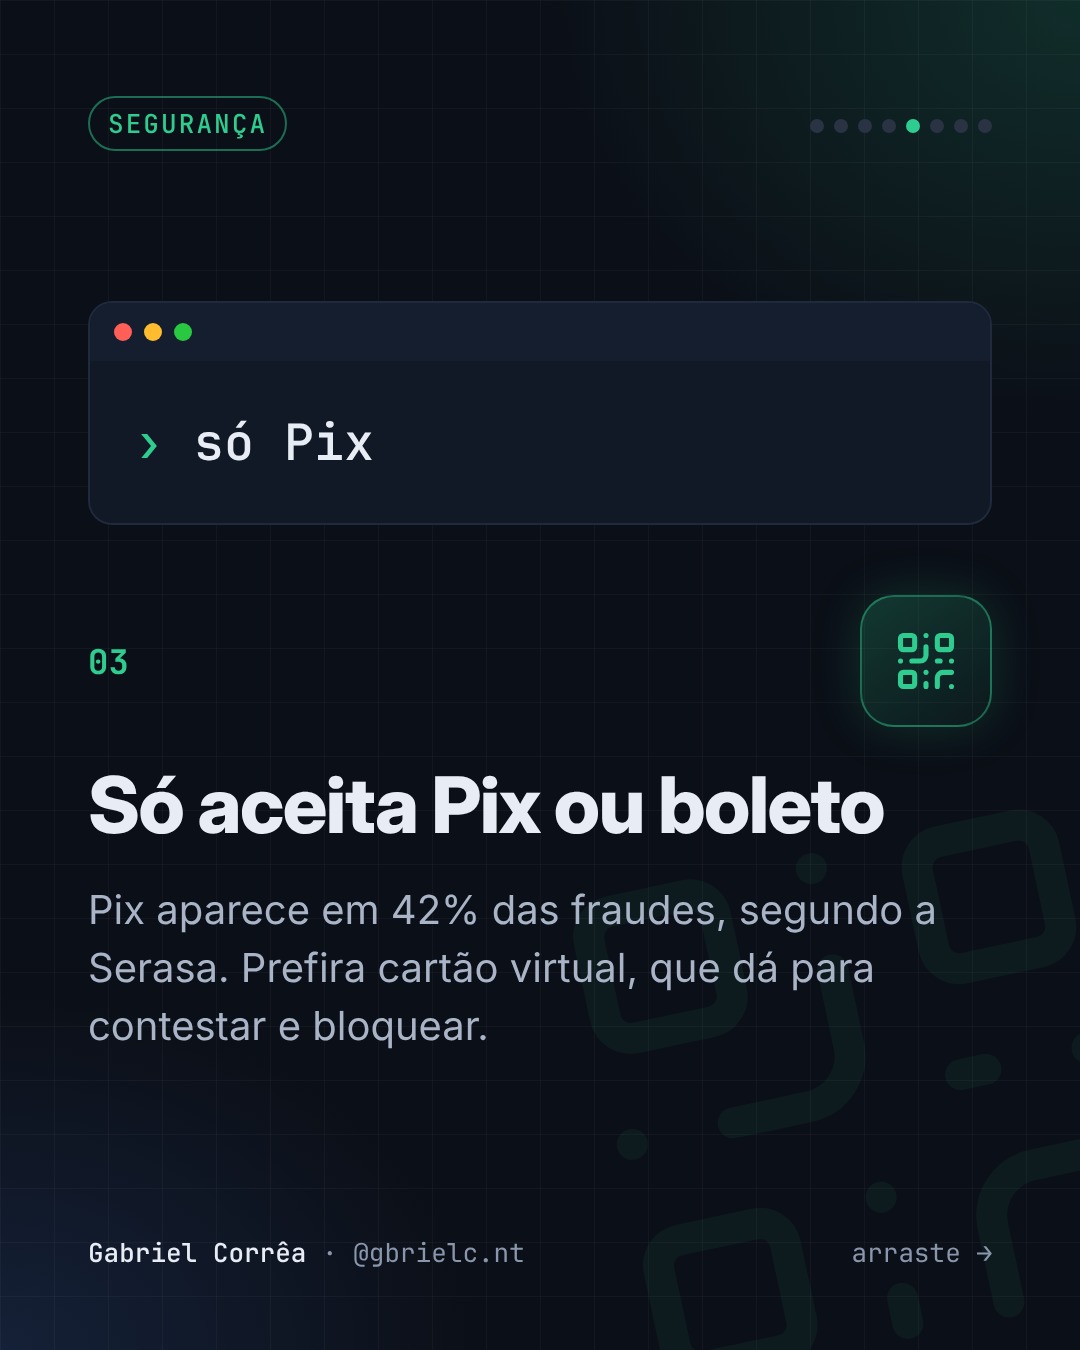 SEGURANÇA
› só Pix
03
Só aceita Pix ou boleto
Pix aparece em 42% das fraudes, segundo a
Serasa. Prefira cartão virtual, que dá para
contestar e bloquear.
Gabriel Corrêa · @gbrielc.nt
arraste →